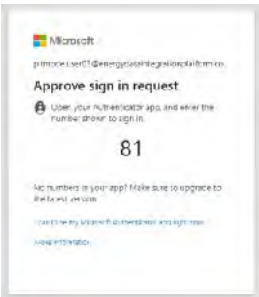 Microsoft
Approve sign in request
Open your Authenticator app, and enter the
number shown to sign in.
81
No numbers in your app? Make sure to upgrade to
the latest version.
I can't use my Microsoft Authenticator app right now
More information